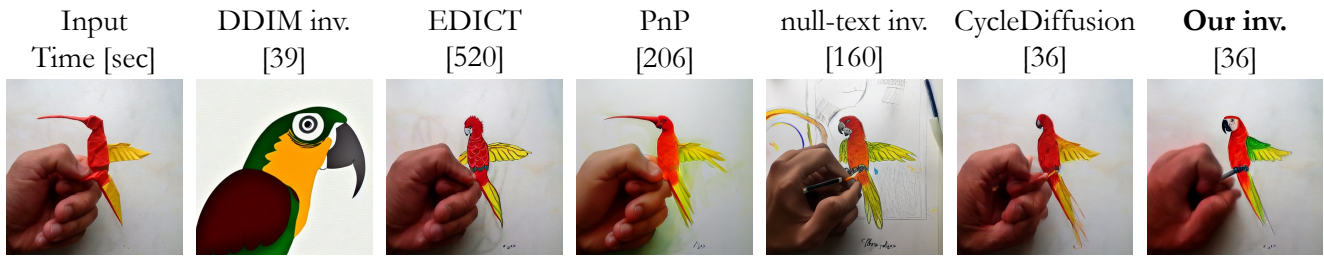 Input DDIM inv. EDICT PnP null-text inv. CycleDiffusion Our inv.
Time [sec] [39] [520] [206] [160] [36] [36]